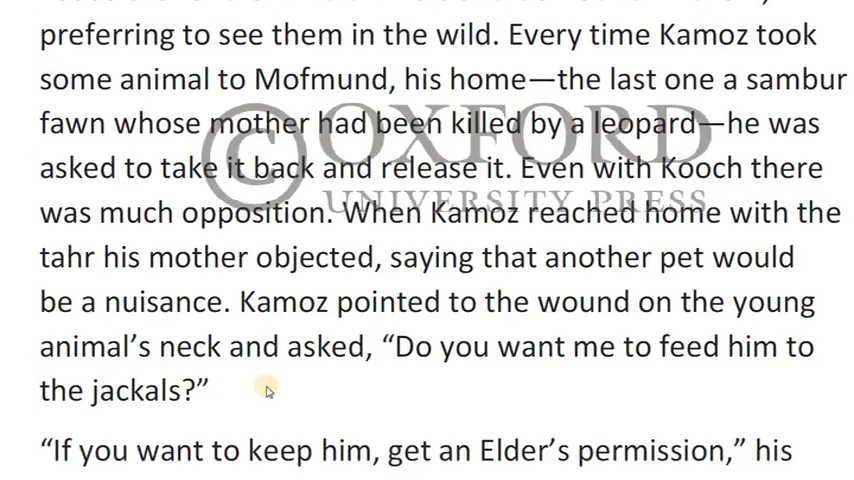 preferring to see them in the wild. Every time Kamoz took
some animal to Mofmund, his home—the last one a sambur
fawn whose mother had been killed by a leopard—he was
asked to take it back and release it. Even with Kooch there
was much opposition. When Kamoz reached home with the
tahr his mother objected, saying that another pet would
be a nuisance. Kamoz pointed to the wound on the young
animal’s neck and asked, “Do you want me to feed him to
the jackals?”
“If you want to keep him, get an Elder’s permission,” his
© OXFORD
UNIVERSITY PRESS